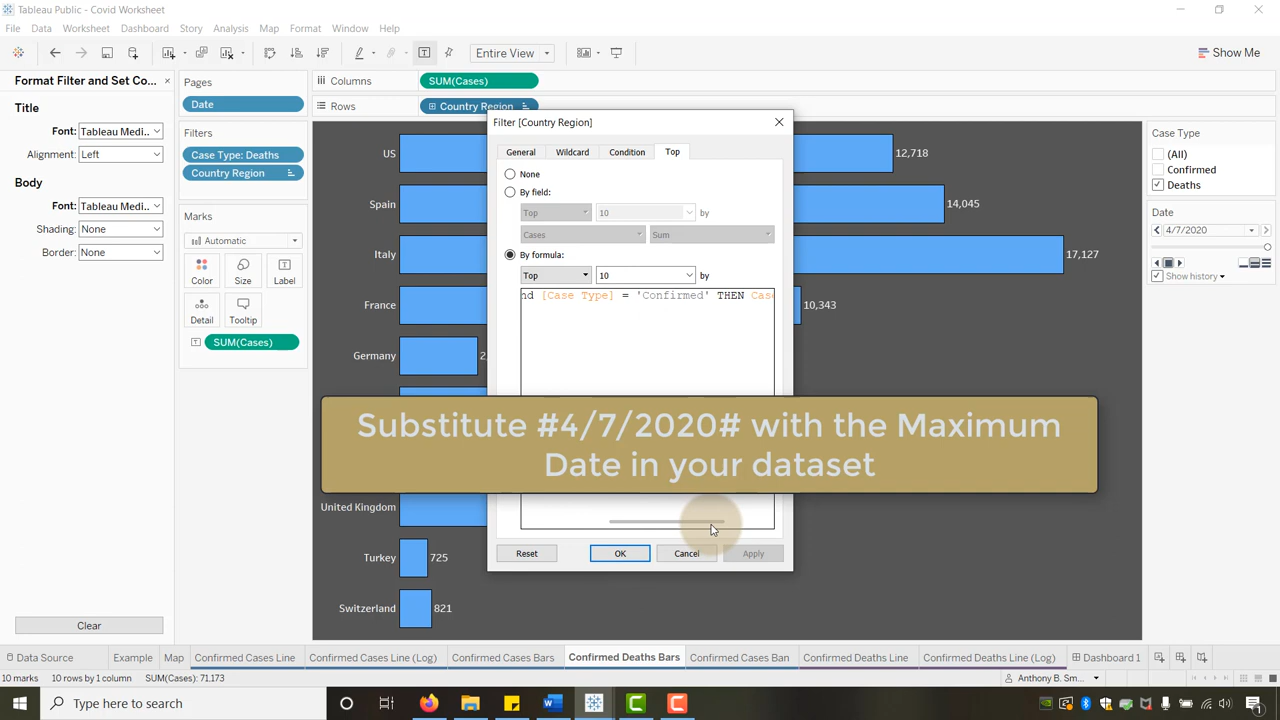 Tableau Public - Covid Worksheet
File Data Worksheet Dashboard Story Analysis Map Format Window Help
Entire View
Show Me
Format Filter and Set Co...
Title
Font: Tableau Medi..
Alignment: Left
Body
Font: Tableau Medi..
Shading: None
Border: None
Clear
Pages
Date
Filters
Case Type: Deaths
Country Region
Marks
Automatic
Color Size Label
Detail Tooltip
SUM(Cases)
Columns SUM(Cases)
Rows Country Region
US 12,718
Spain 14,045
Italy 17,127
France 10,343
Germany 2,
United Kingdom
Turkey 725
Switzerland 821
Filter [Country Region]
General Wildcard Condition Top
None
By field:
Top 10 by
Cases Sum
By formula:
Top 10 by
nd [Case Type] = 'Confirmed' THEN Cas
Substitute #4/7/2020# with the Maximum
Date in your dataset
Reset OK Cancel Apply
Case Type
(All)
Confirmed
Deaths
Date
4/7/2020
Show history
Data Source Example Map Confirmed Cases Line Confirmed Cases Line (Log) Confirmed Cases Bars Confirmed Deaths Bars Confirmed Cases Ban Confirmed Deaths Line Confirmed Deaths Line (Log) Dashboard 1
10 marks 10 rows by 1 column SUM(Cases): 71,173 Anthony B. Sm...
Type here to search